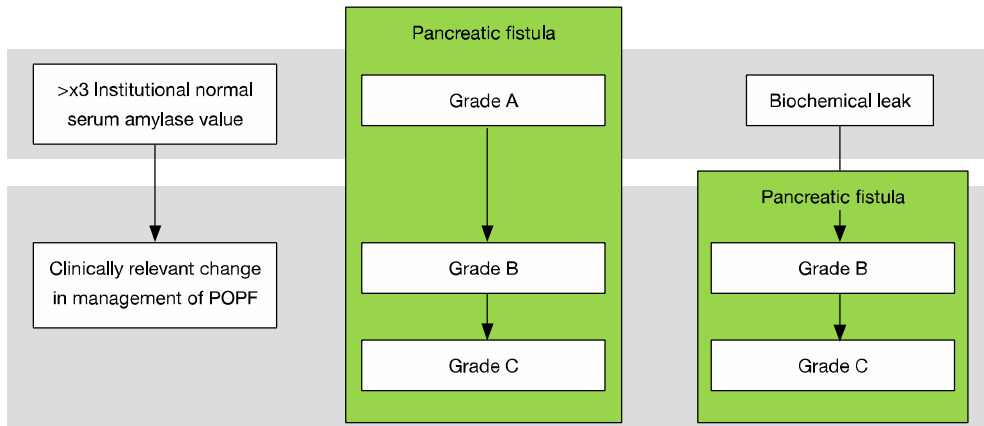 >x3 Institutional normal
serum amylase value
Clinically relevant change
in management of POPF
Pancreatic fistula
Grade A
Grade B
Grade C
Biochemical leak
Pancreatic fistula
Grade B
Grade C